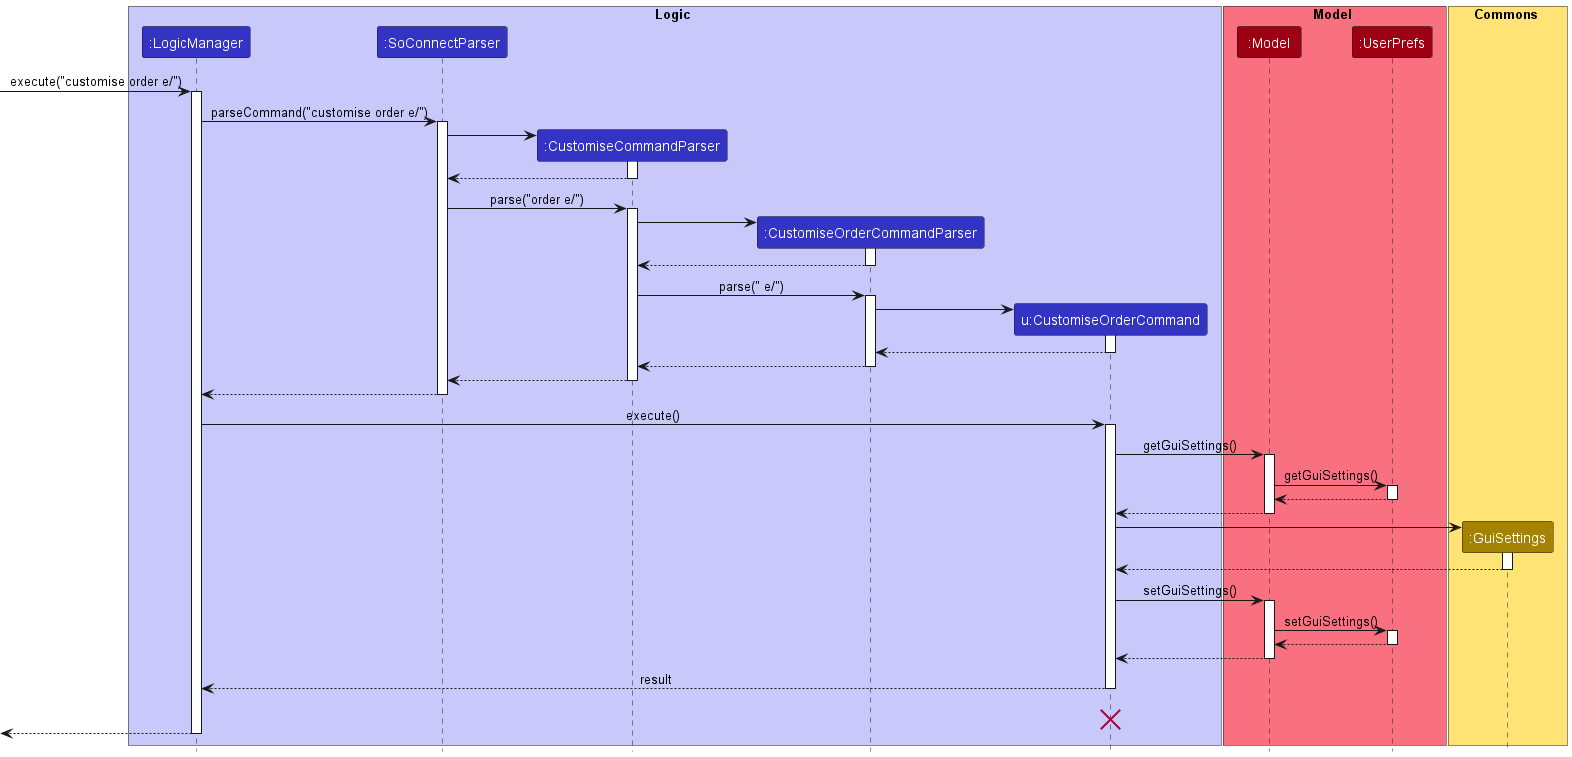 Logic
Model
Commons
:LogicManager
:SoConnectParser
:Model
:UserPrefs
execute("customise order e/")
parseCommand("customise order e/")
:CustomiseCommandParser
parse("order e/")
:CustomiseOrderCommandParser
parse(" e/")
u:CustomiseOrderCommand
execute()
getGuiSettings()
getGuiSettings()
:GuiSettings
setGuiSettings()
setGuiSettings()
result